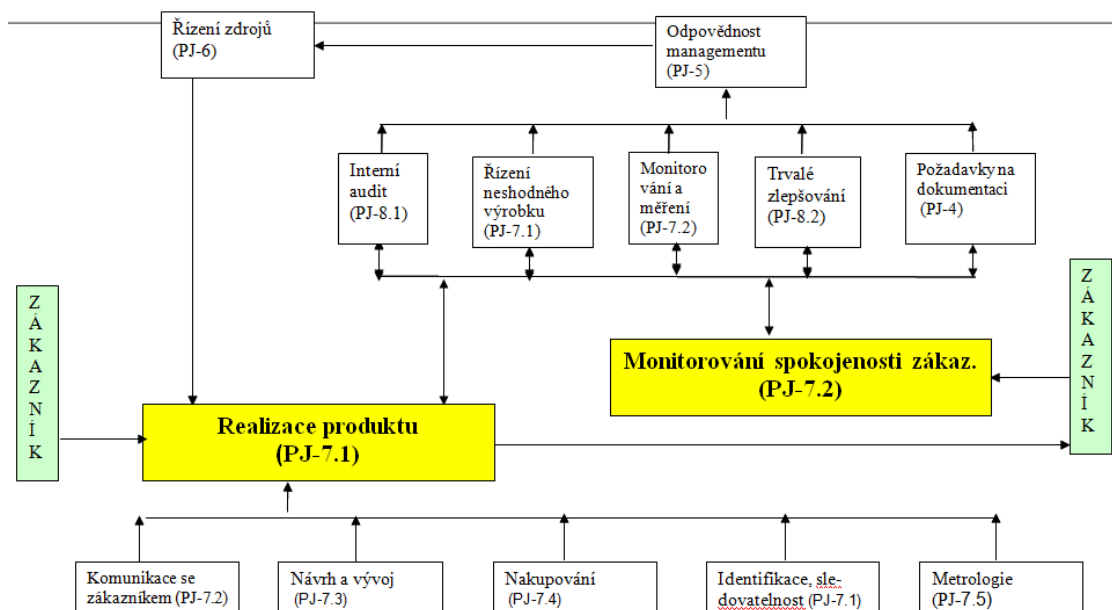 Řízení zdrojů
(PJ-6)
Odpovědnost
managementu
(PJ-5)
Interní
audit
(PJ-8.1)
Řízení
neshodného
výrobku
(PJ-7.1)
Monitoro
vání a
měření
(PJ-7.2)
Trvalé
zlepšování
(PJ-8.2)
Požadavky na
dokumentaci
(PJ-4)
Z
Á
K
A
Z
N
Í
K
Z
Á
K
A
Z
N
Í
K
Monitorování spokojenosti zákaz.
(PJ-7.2)
Realizace produktu
(PJ-7.1)
Komunikace se
zákazníkem (PJ-7.2)
Návrh a vývoj
(PJ-7.3)
Nakupování
(PJ-7.4)
Identifikace, sle-
dovatelnost (PJ-7.1)
Metrologie
(PJ-7.5)